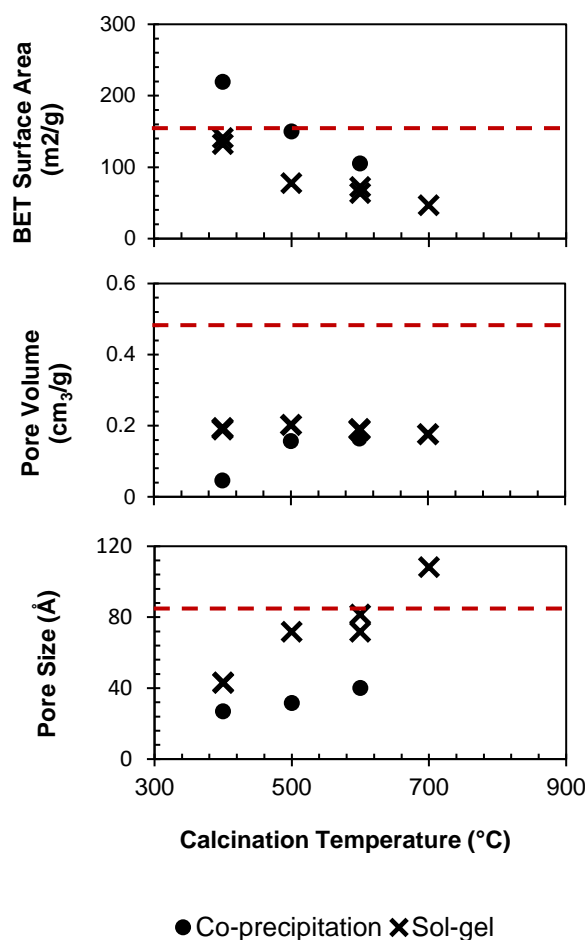 BET Surface Area
(m2/g)
300
200
100
0
Pore Volume
(cm3/g)
0.6
0.4
0.2
0
Pore Size (Å)
120
80
40
0
300 500 700 900
Calcination Temperature (°C)
Co-precipitation Sol-gel